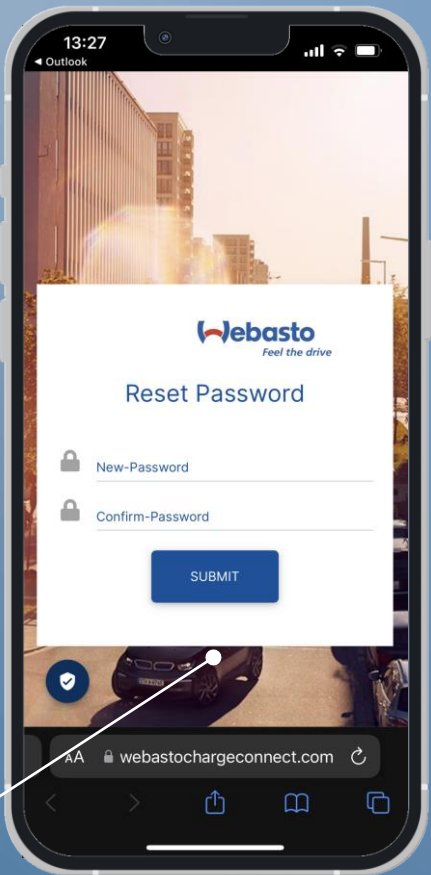 13:27
◀ Outlook
Webasto
Feel the drive
Reset Password
New-Password
Confirm-Password
SUBMIT
AA webastochargeconnect.com